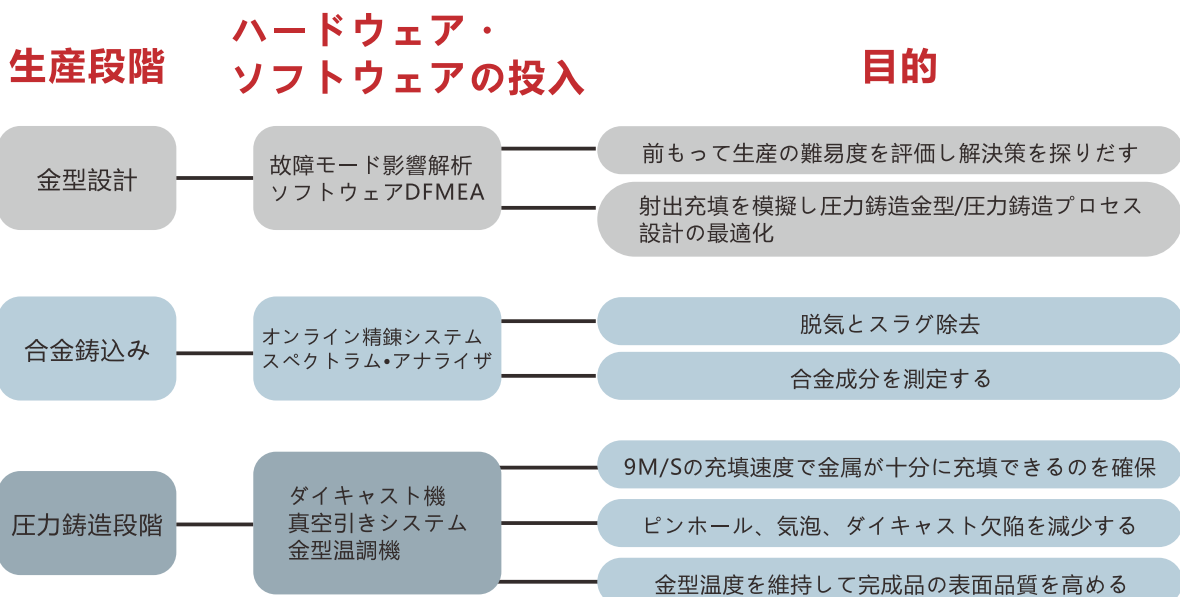 生産段階
ハードウェア・
ソフトウェアの投入
目的
金型設計
故障モード影響解析
ソフトウェアDFMEA
前もって生産の難易度を評価し解決策を探りだす
射出充填を模擬し圧力鋳造金型/圧力鋳造プロセス
設計の最適化
合金鋳込み
オンライン精錬システム
スペクトラム•アナライザ
脱気とスラグ除去
合金成分を測定する
圧力鋳造段階
ダイキャスト機
真空引きシステム
金型温調機
9M/Sの充填速度で金属が十分に充填できるのを確保
ピンホール、気泡、ダイキャスト欠陥を減少する
金型温度を維持して完成品の表面品質を高める